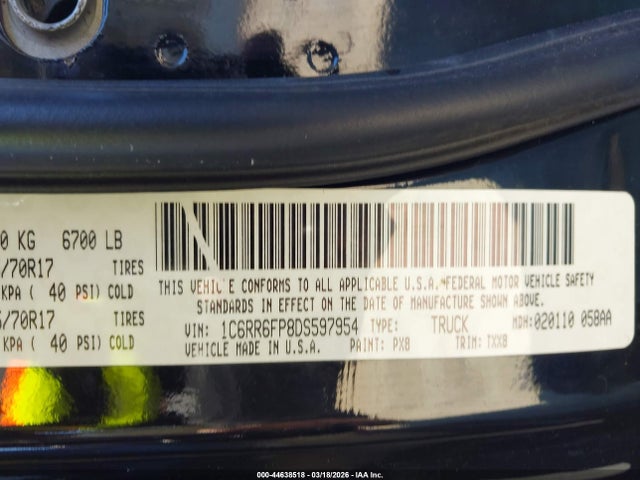 0 KG 6700 LB
/70R17 TIRES
KPA ( 40 PSI) COLD
/70R17 TIRES
KPA ( 40 PSI) COLD
THIS VEHICLE CONFORMS TO ALL APPLICABLE U.S.A. FEDERAL MOTOR VEHICLE SAFETY
STANDARDS IN EFFECT ON THE DATE OF MANUFACTURE SHOWN ABOVE.
VIN: 1C6RR6FP8DS597954 TYPE: TRUCK MDH: 020110 058AA
VEHICLE MADE IN U.S.A. PAINT: PX8 TRIM: TXX8
000-44638518 - 03/18/2026 - IAA Inc.